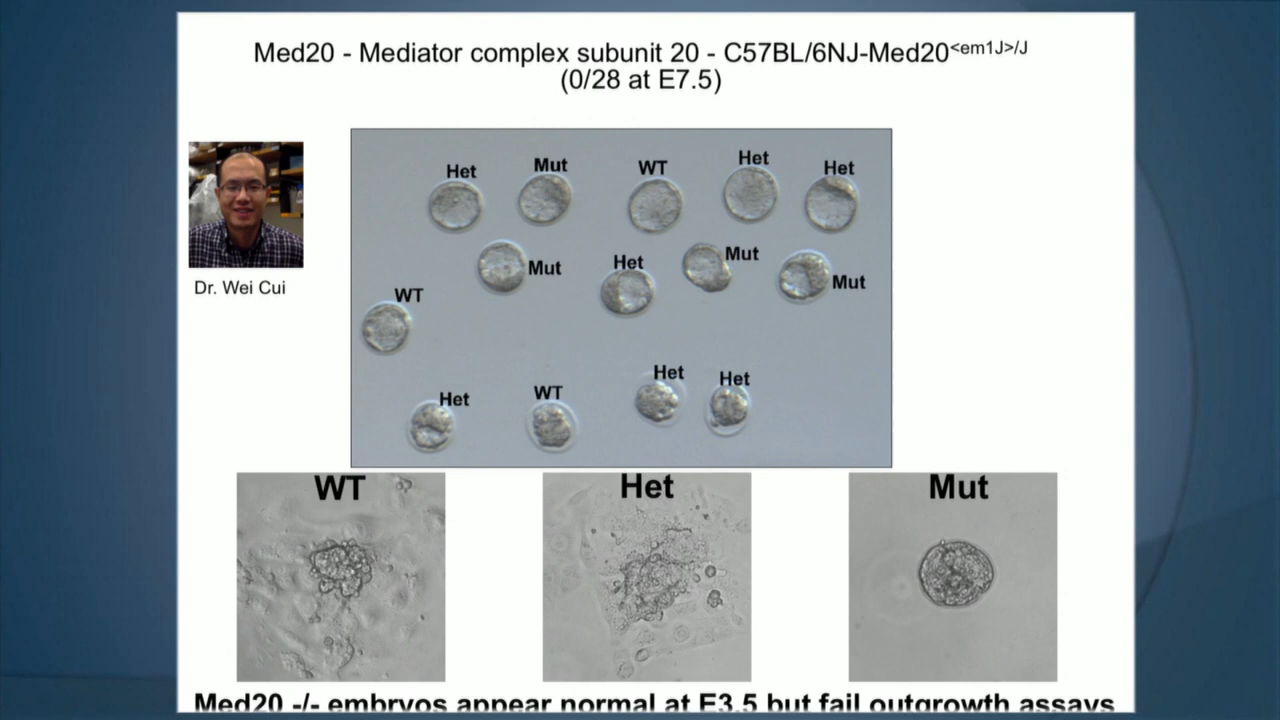 Med20 - Mediator complex subunit 20 - C57BL/6NJ-Med20<em1J>/J
(0/28 at E7.5)
Het
Mut
WT
Het
Het
Mut
Het
Mut
Mut
WT
Het
WT
Het
Het
Dr. Wei Cui
WT
Het
Mut
Med20 -/- embryos appear normal at E3.5 but fail outgrowth assays